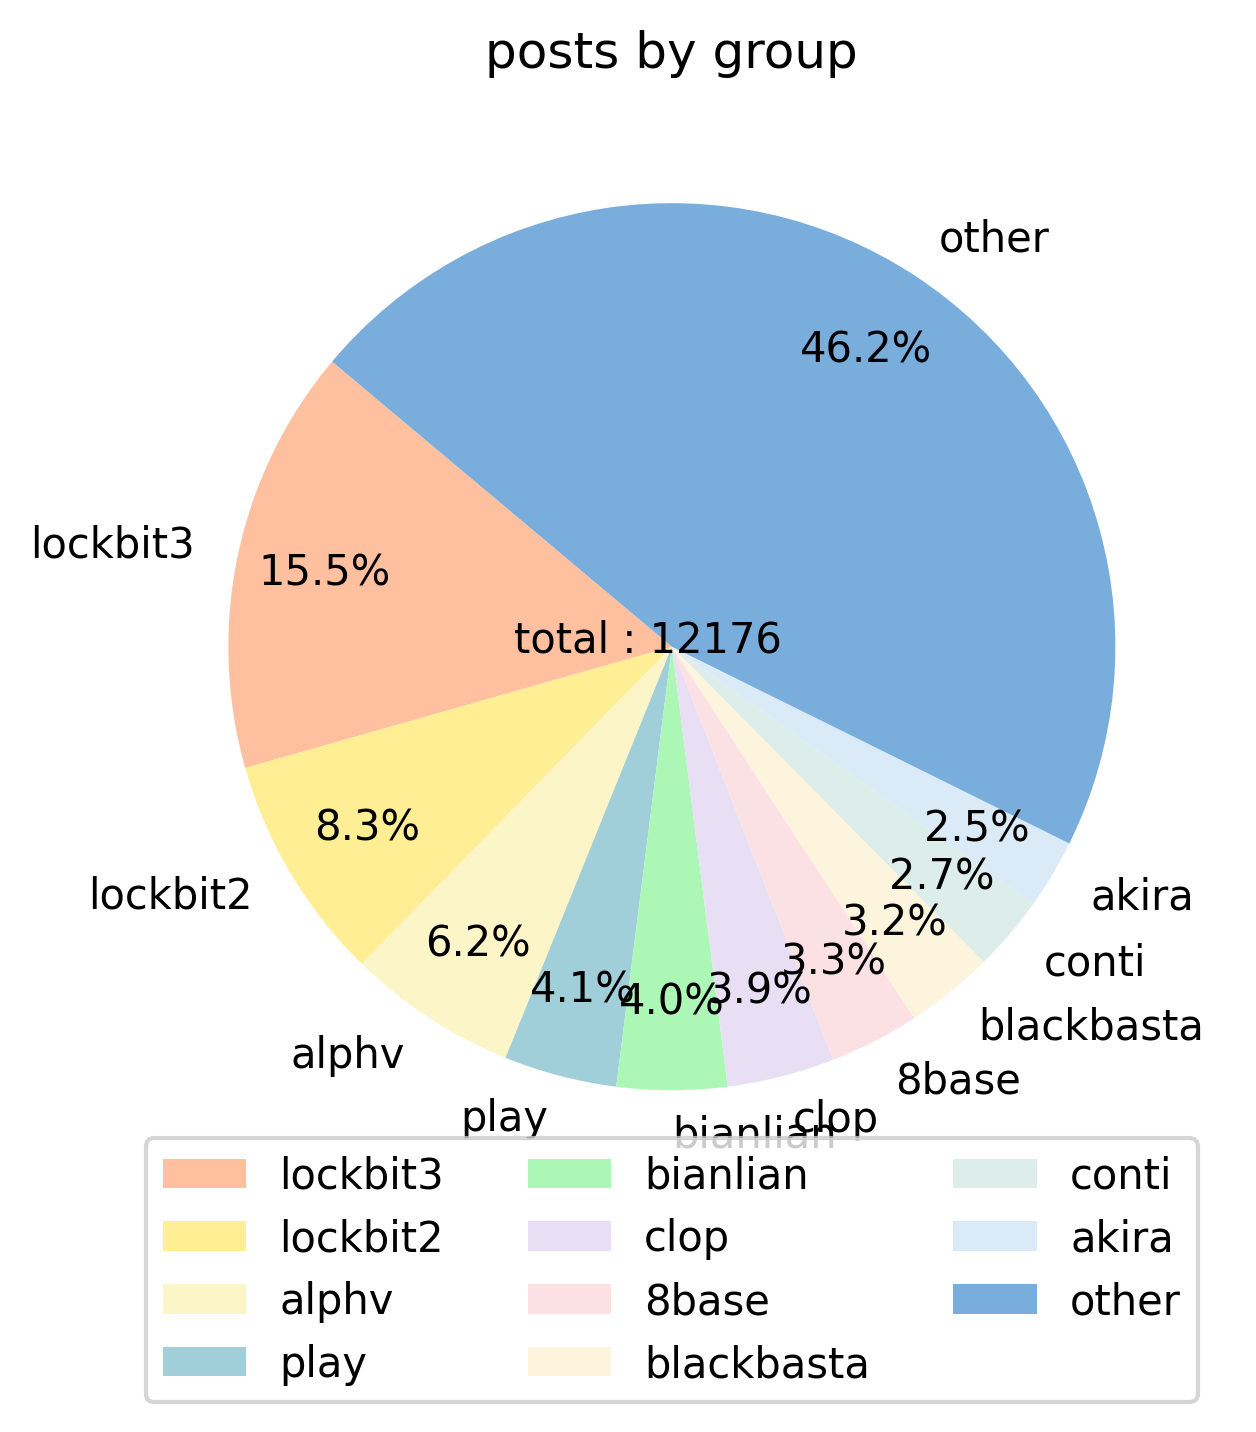 posts by group
other
46.2%
lockbit3
15.5%
total : 12176
8.3%
2.5%
2.7%
lockbit2
akira
3.2%
6.2%
3.3%
conti
4.1%
4.0%
3.9%
blackbasta
alphv
8base
play
clop
bianlian
lockbit3
bianlian
conti
lockbit2
clop
akira
alphv
8base
other
play
blackbasta